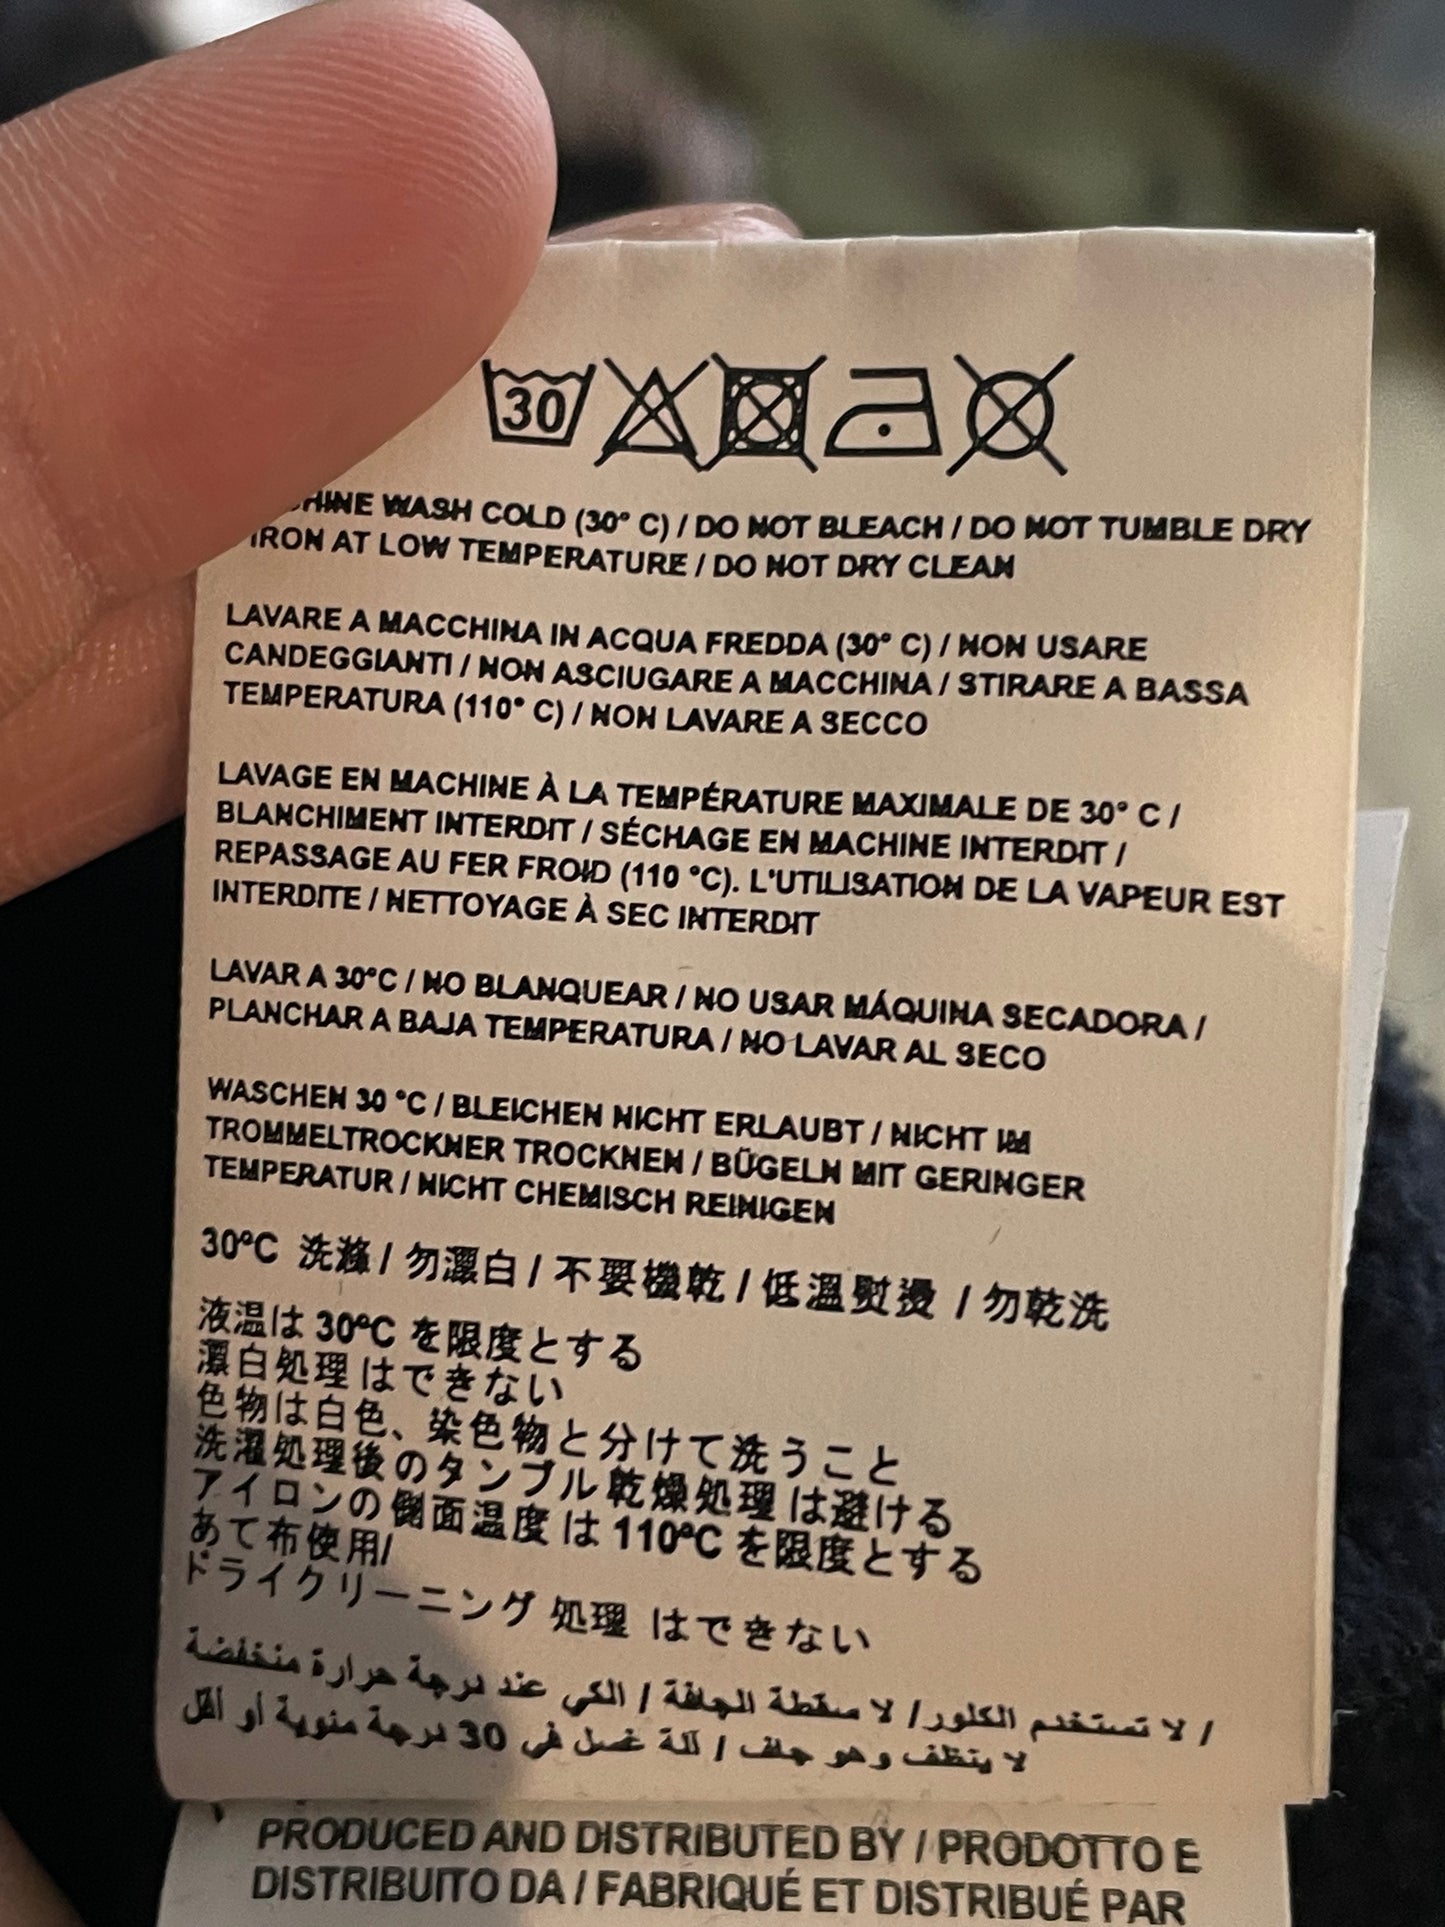 30
HINE WASH COLD (30° C) / DO NOT BLEACH / DO NOT TUMBLE DRY
IRON AT LOW TEMPERATURE / DO NOT DRY CLEAN
LAVARE A MACCHINA IN ACQUA FREDDA (30° C) / NON USARE
CANDEGGIANTI / NON ASCIUGARE A MACCHINA / STIRARE A BASSA
TEMPERATURA (110° C) / NON LAVARE A SECCO
LAVAGE EN MACHINE À LA TEMPÉRATURE MAXIMALE DE 30° C /
BLANCHIMENT INTERDIT / SÉCHAGE EN MACHINE INTERDIT /
REPASSAGE AU FER FROID (110 °C). L'UTILISATION DE LA VAPEUR EST
INTERDITE / NETTOYAGE À SEC INTERDIT
LAVAR A 30°C / NO BLANQUEAR / NO USAR MÁQUINA SECADORA /
PLANCHAR A BAJA TEMPERATURA / NO LAVAR AL SECO
WASCHEN 30 °C / BLEICHEN NICHT ERLAUBT / NICHT IM
TROMMELTROCKNER TROCKNEN / BÜGELN MIT GERINGER
TEMPERATUR / NICHT CHEMISCH REINIGEN
30ºC 洗滌 / 勿漂白 / 不要機乾 / 低溫熨燙 / 勿乾洗
液温は 30ºC を限度とする
漂白処理 はできない
色物は白色、染色物と分けて洗うこと
洗濯処理後のタンブル乾燥処理 は避ける
アイロンの側面温度 は 110ºC を限度とする
あて布使用/
ドライクリーニング 処理 はできない
/ لا تستخدم الكلور/ لا سقطة الجافة / الكي عند درجة حرارة منخفضة
لا ينظف وهو جاف / آلة غسل في 30 درجة مئوية أو أقل
PRODUCED AND DISTRIBUTED BY / PRODOTTO E
DISTRIBUITO DA / FABRIQUÉ ET DISTRIBUÉ PAR